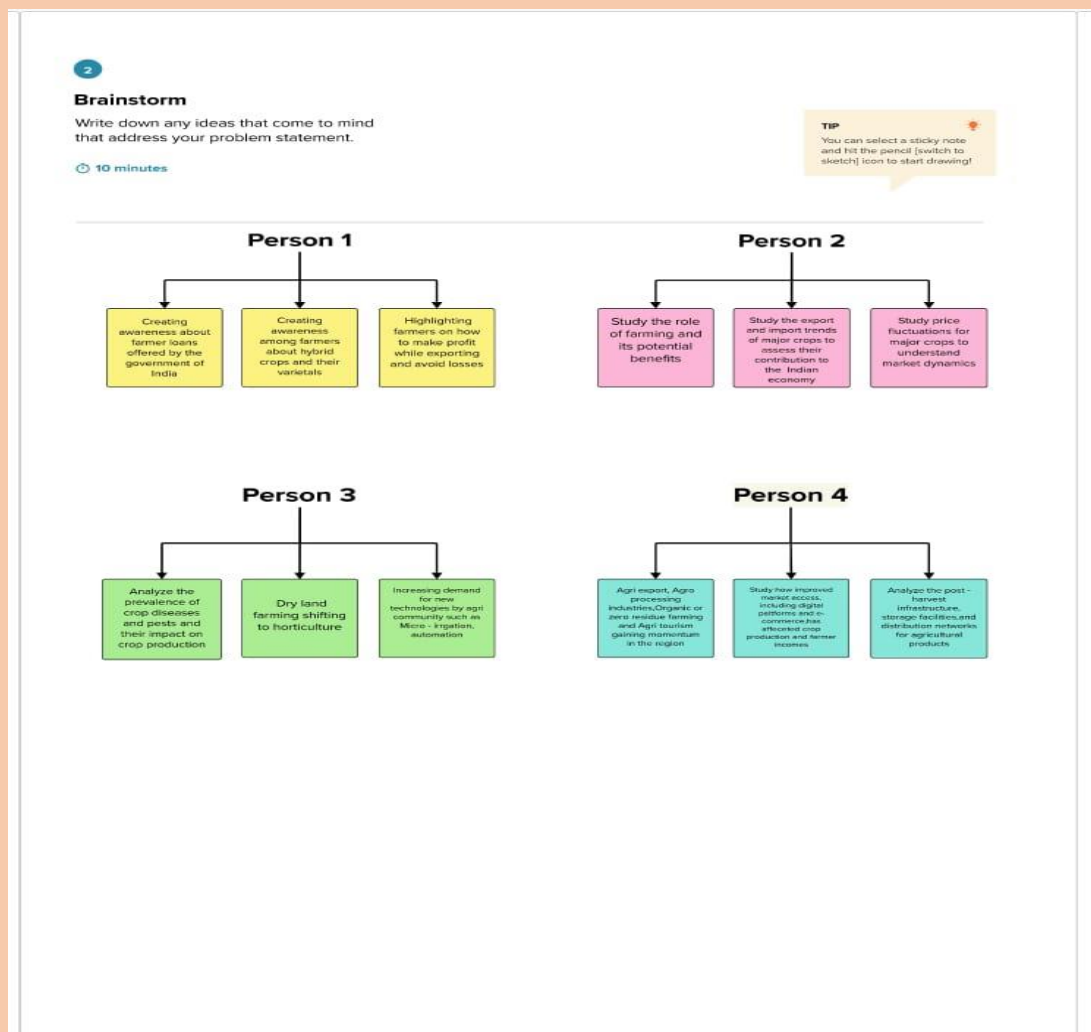 2
Brainstorm
Write down any ideas that come to mind
that address your problem statement.
10 minutes
TIP
You can select a sticky note
and hit the pencil [switch to
sketch] icon to start drawing!
Person 1
Creating
awareness about
farmer loans
offered by the
government of
India
Creating
awareness
among farmers
about hybrid
crops and their
varietals
Highlighting
farmers on how
to make profit
while exporting
and avoid losses
Person 2
Study the role
of farming and
its potential
benefits
Study the export
and import trends
of major crops to
assess their
contribution to
the Indian
economy
Study price
fluctuations for
major crops to
understand
market dynamics
Person 3
Analyze the
prevalence of
crop diseases
and pests and
their impact on
crop production
Dry land
farming shifting
to horticulture
Increasing demand
for new
technologies by agri
community such as
Micro - irrgation,
automation
Person 4
Agri export, Agro
processing
industries,Organic or
zero residue farming
and Agri tourism
gaining momentum
in the region
Study how improved
market access,
including digital
platforms and e-
commerce,has
affeceted crop
production and farmer
incomes
Analyze the post -
harvest
infrastructure,
storage facilities,and
distribution networks
for agricultural
products